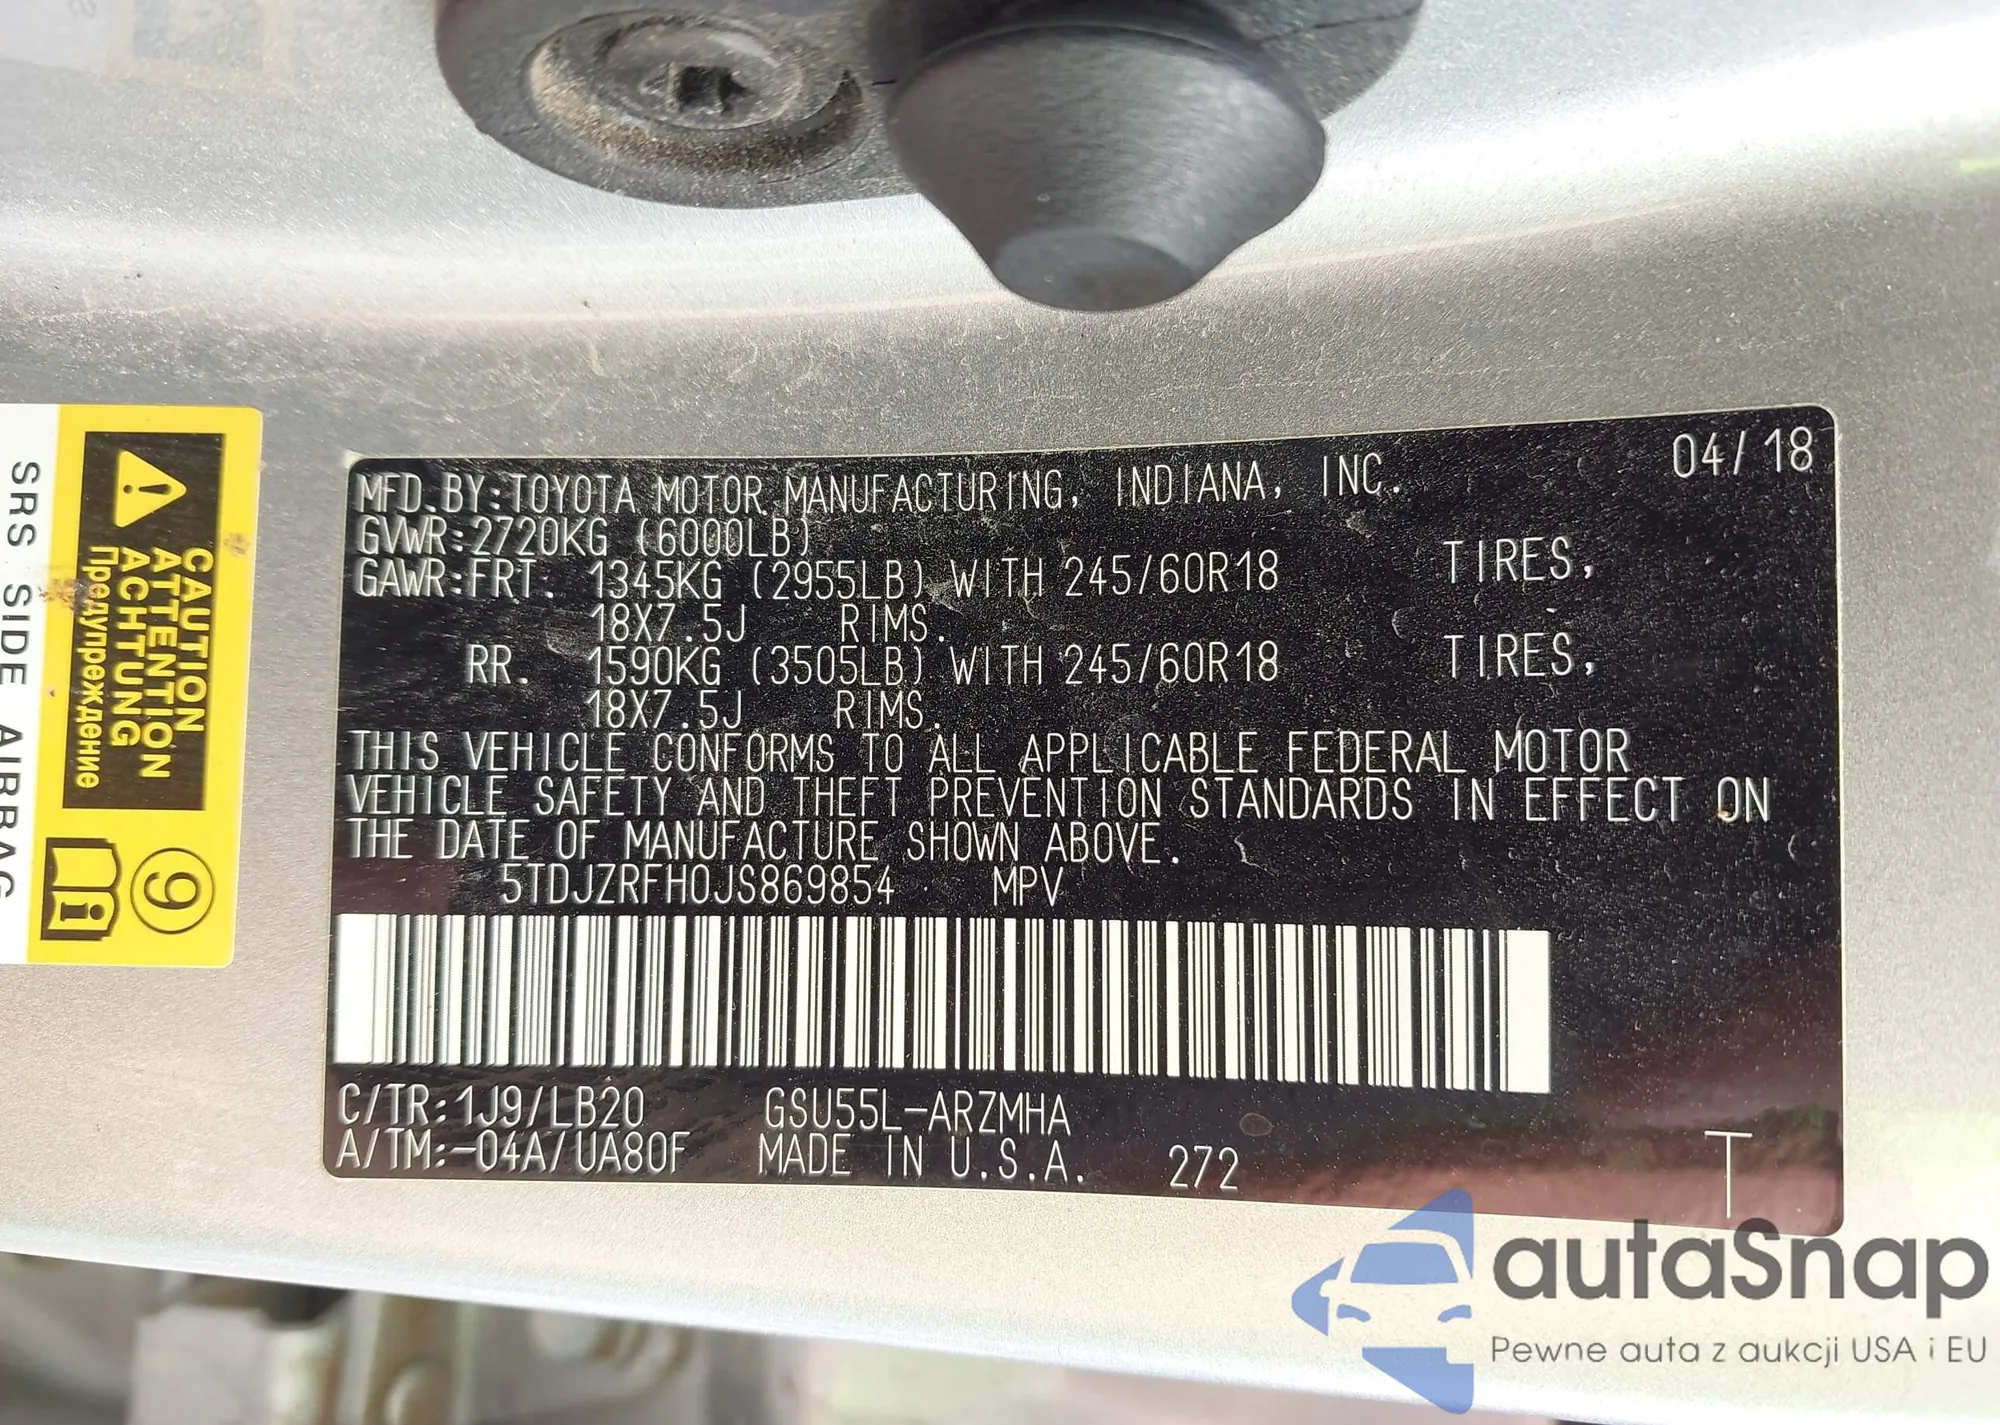 04/18
MFD.BY:TOYOTA MOTOR MANUFACTURING, INDIANA, INC.
GVWR:2720KG (6000LB)
GAWR:FRT. 1345KG (2955LB) WITH 245/60R18 TIRES,
18X7.5J RIMS.
RR. 1590KG (3505LB) WITH 245/60R18 TIRES,
18X7.5J RIMS.
THIS VEHICLE CONFORMS TO ALL APPLICABLE FEDERAL MOTOR
VEHICLE SAFETY AND THEFT PREVENTION STANDARDS IN EFFECT ON
THE DATE OF MANUFACTURE SHOWN ABOVE.
5TDJZRFH0JS869854 MPV
C/TR:1J9/LB20 GSU55L-ARZMHA
A/TM:-04A/UA80F MADE IN U.S.A. 272
T
CAUTION
ATTENTION
ACHTUNG
Предупреждение
9
i
SRS SIDE AIRBAG
autaSnap
Pewne auta z aukcji USA i EU